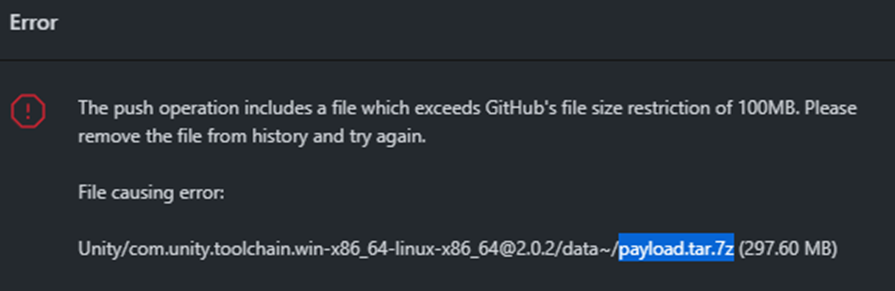 Error
The push operation includes a file which exceeds GitHub's file size restriction of 100MB. Please
remove the file from history and try again.
File causing error:
Unity/com.unity.toolchain.win-x86_64-linux-x86_64@2.0.2/data~/payload.tar.7z (297.60 MB)